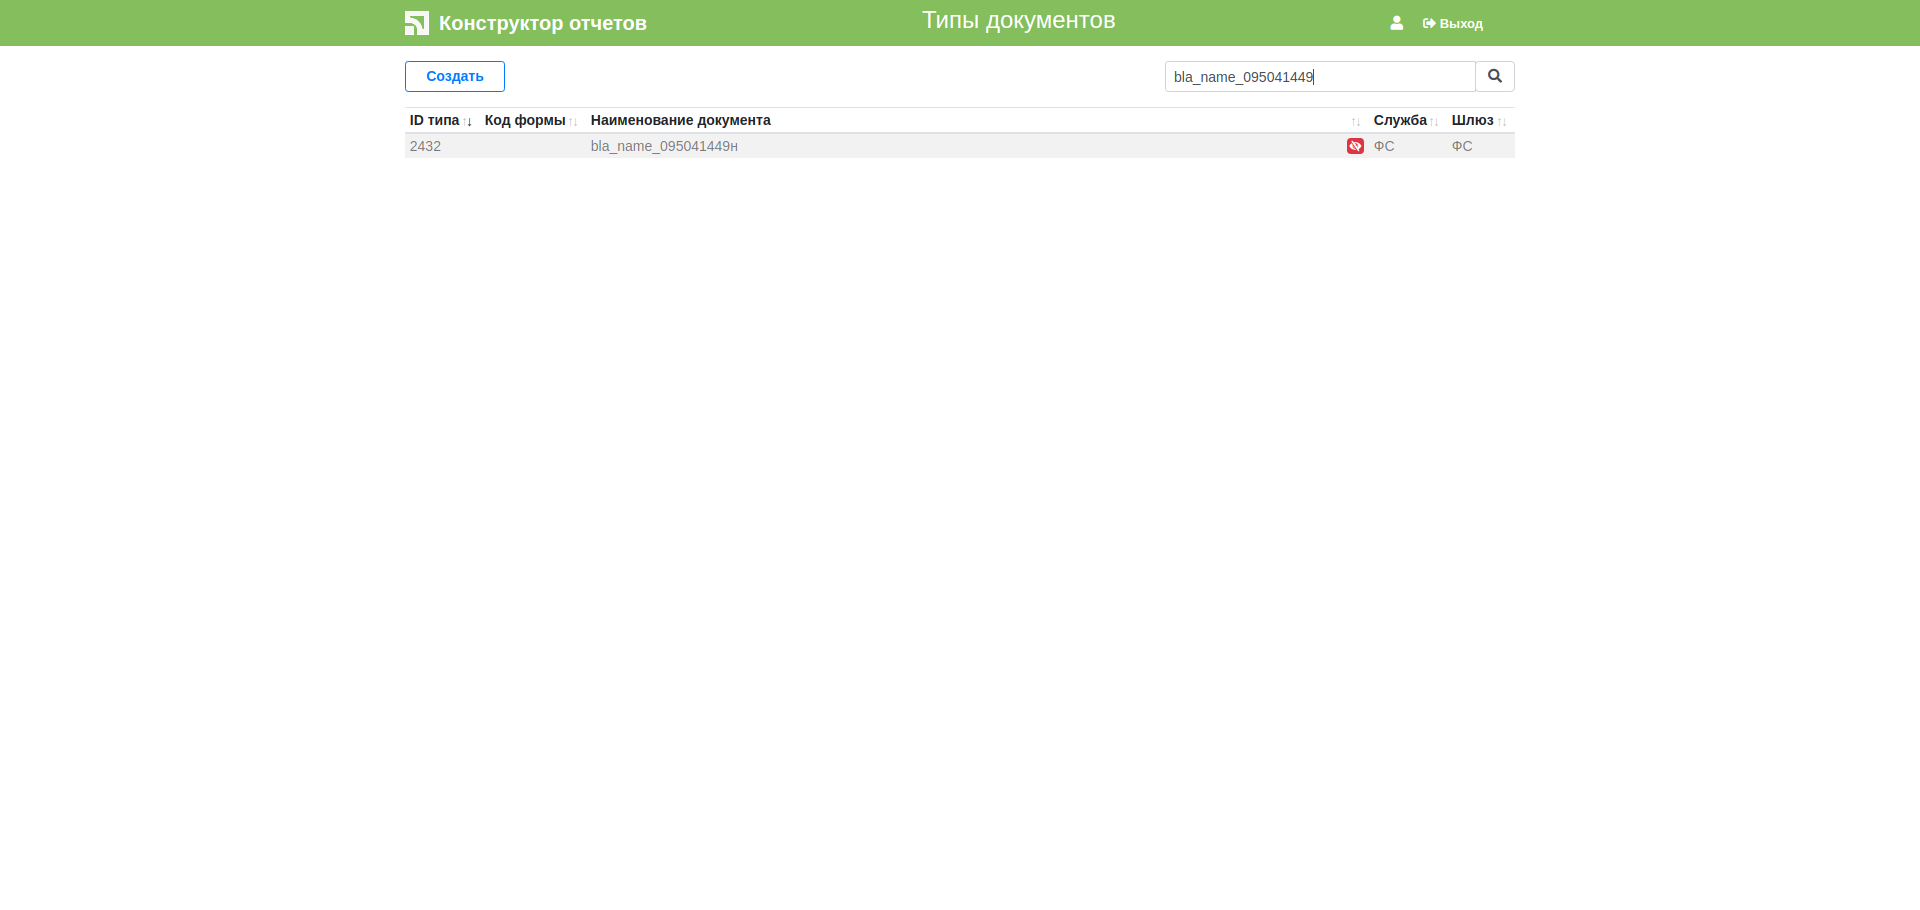 Конструктор отчетов
Типы документов
Выход
Создать
bla_name_095041449
ID типа↑↓ Код формы↑↓ Наименование документа ↑↓ Служба↑↓ Шлюз↑↓
2432 bla_name_095041449н ФС ФС